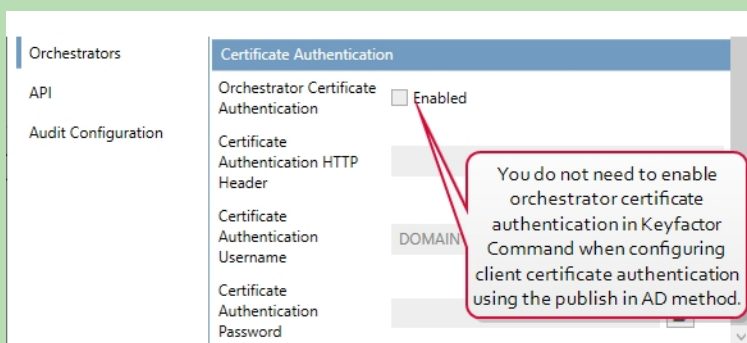 Orchestrators
API
Audit Configuration
Certificate Authentication
Orchestrator Certificate
Authentication
Enabled
Certificate
Authentication HTTP
Header
Certificate
Authentication
Username
DOMAIN
Certificate
Authentication
Password
You do not need to enable
orchestrator certificate
authentication in Keyfactor
Command when configuring
client certificate authentication
using the publish in AD method.